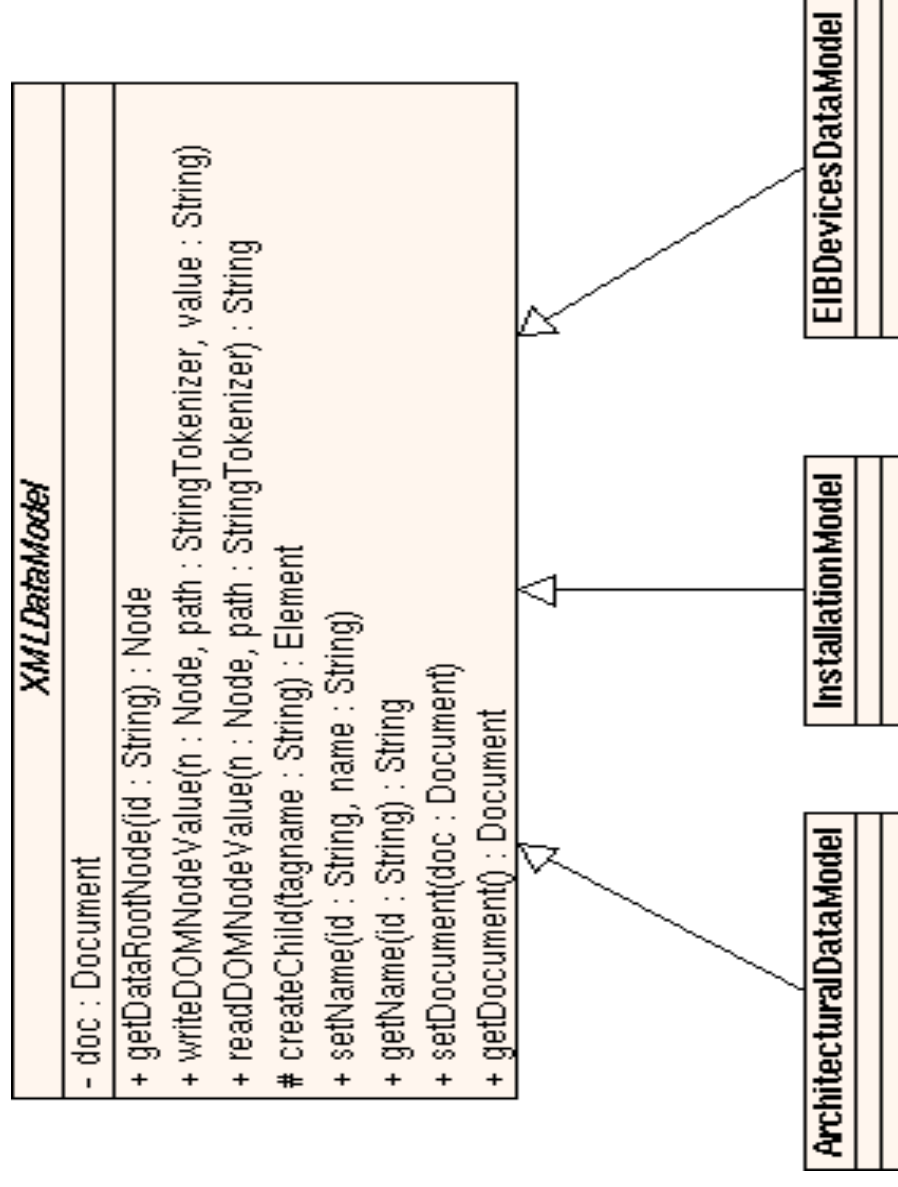 XMLDataModel
- doc : Document
+ getDataRootNode(id : String) : Node
+ writeDOMNodeValue(n : Node, path : StringTokenizer, value : String)
+ readDOMNodeValue(n : Node, path : StringTokenizer) : String
# createChild(tagname : String) : Element
+ setName(id : String, name : String)
+ getName(id : String) : String
+ setDocument(doc : Document)
+ getDocument() : Document
ArchitecturalDataModel
InstallationModel
EIBDevicesDataModel